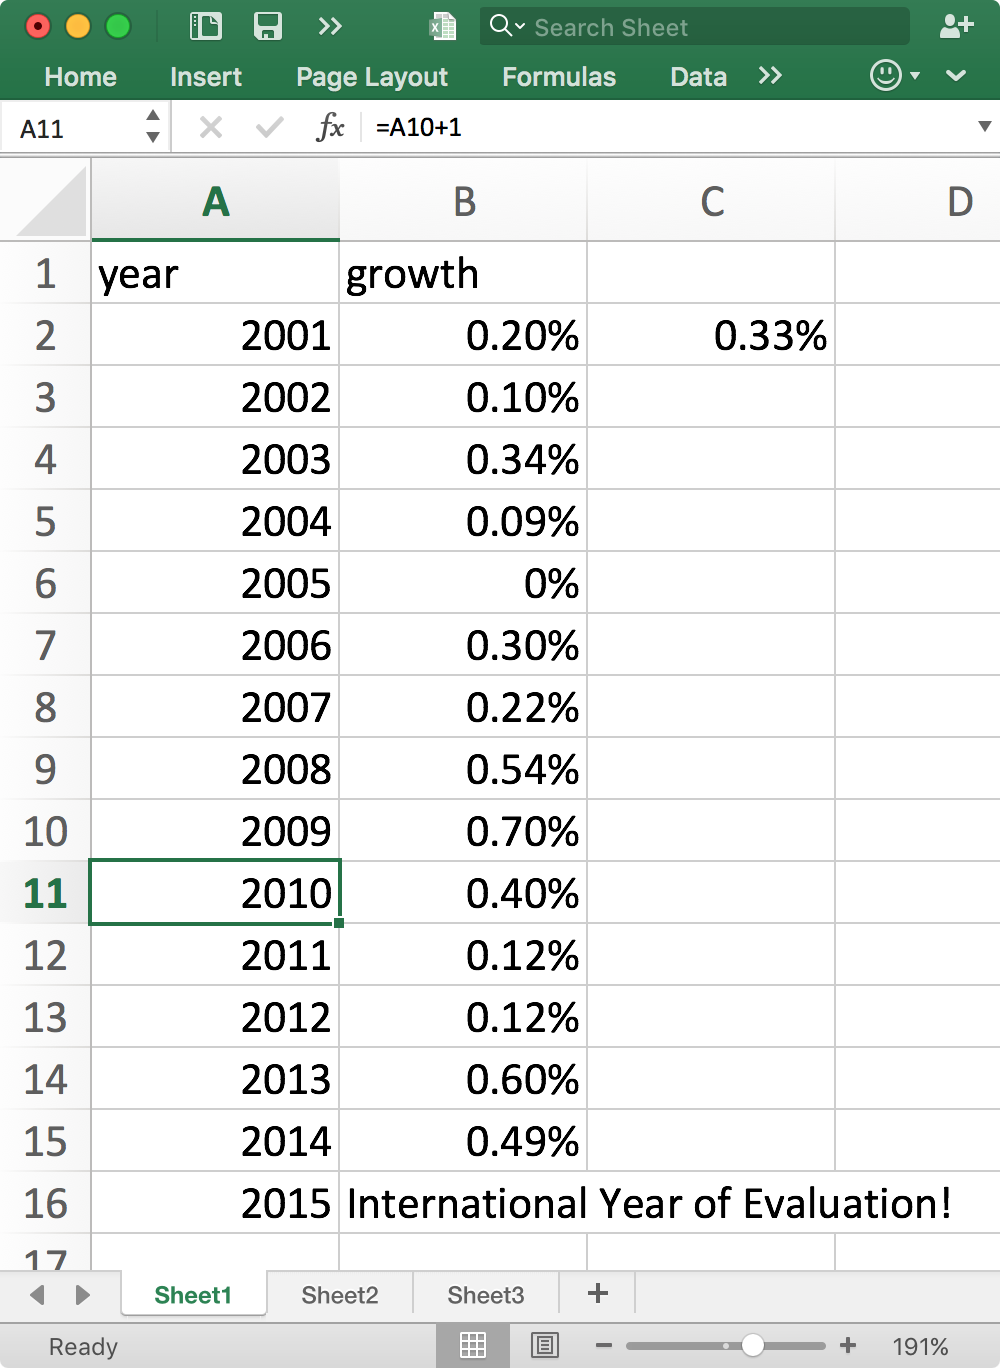 Search Sheet
Home Insert Page Layout Formulas Data
A11 fx =A10+1
A B C D
1 year growth
2 2001 0.20% 0.33%
3 2002 0.10%
4 2003 0.34%
5 2004 0.09%
6 2005 0%
7 2006 0.30%
8 2007 0.22%
9 2008 0.54%
10 2009 0.70%
11 2010 0.40%
12 2011 0.12%
13 2012 0.12%
14 2013 0.60%
15 2014 0.49%
16 2015 International Year of Evaluation!
17
Sheet1 Sheet2 Sheet3 +
Ready 191%